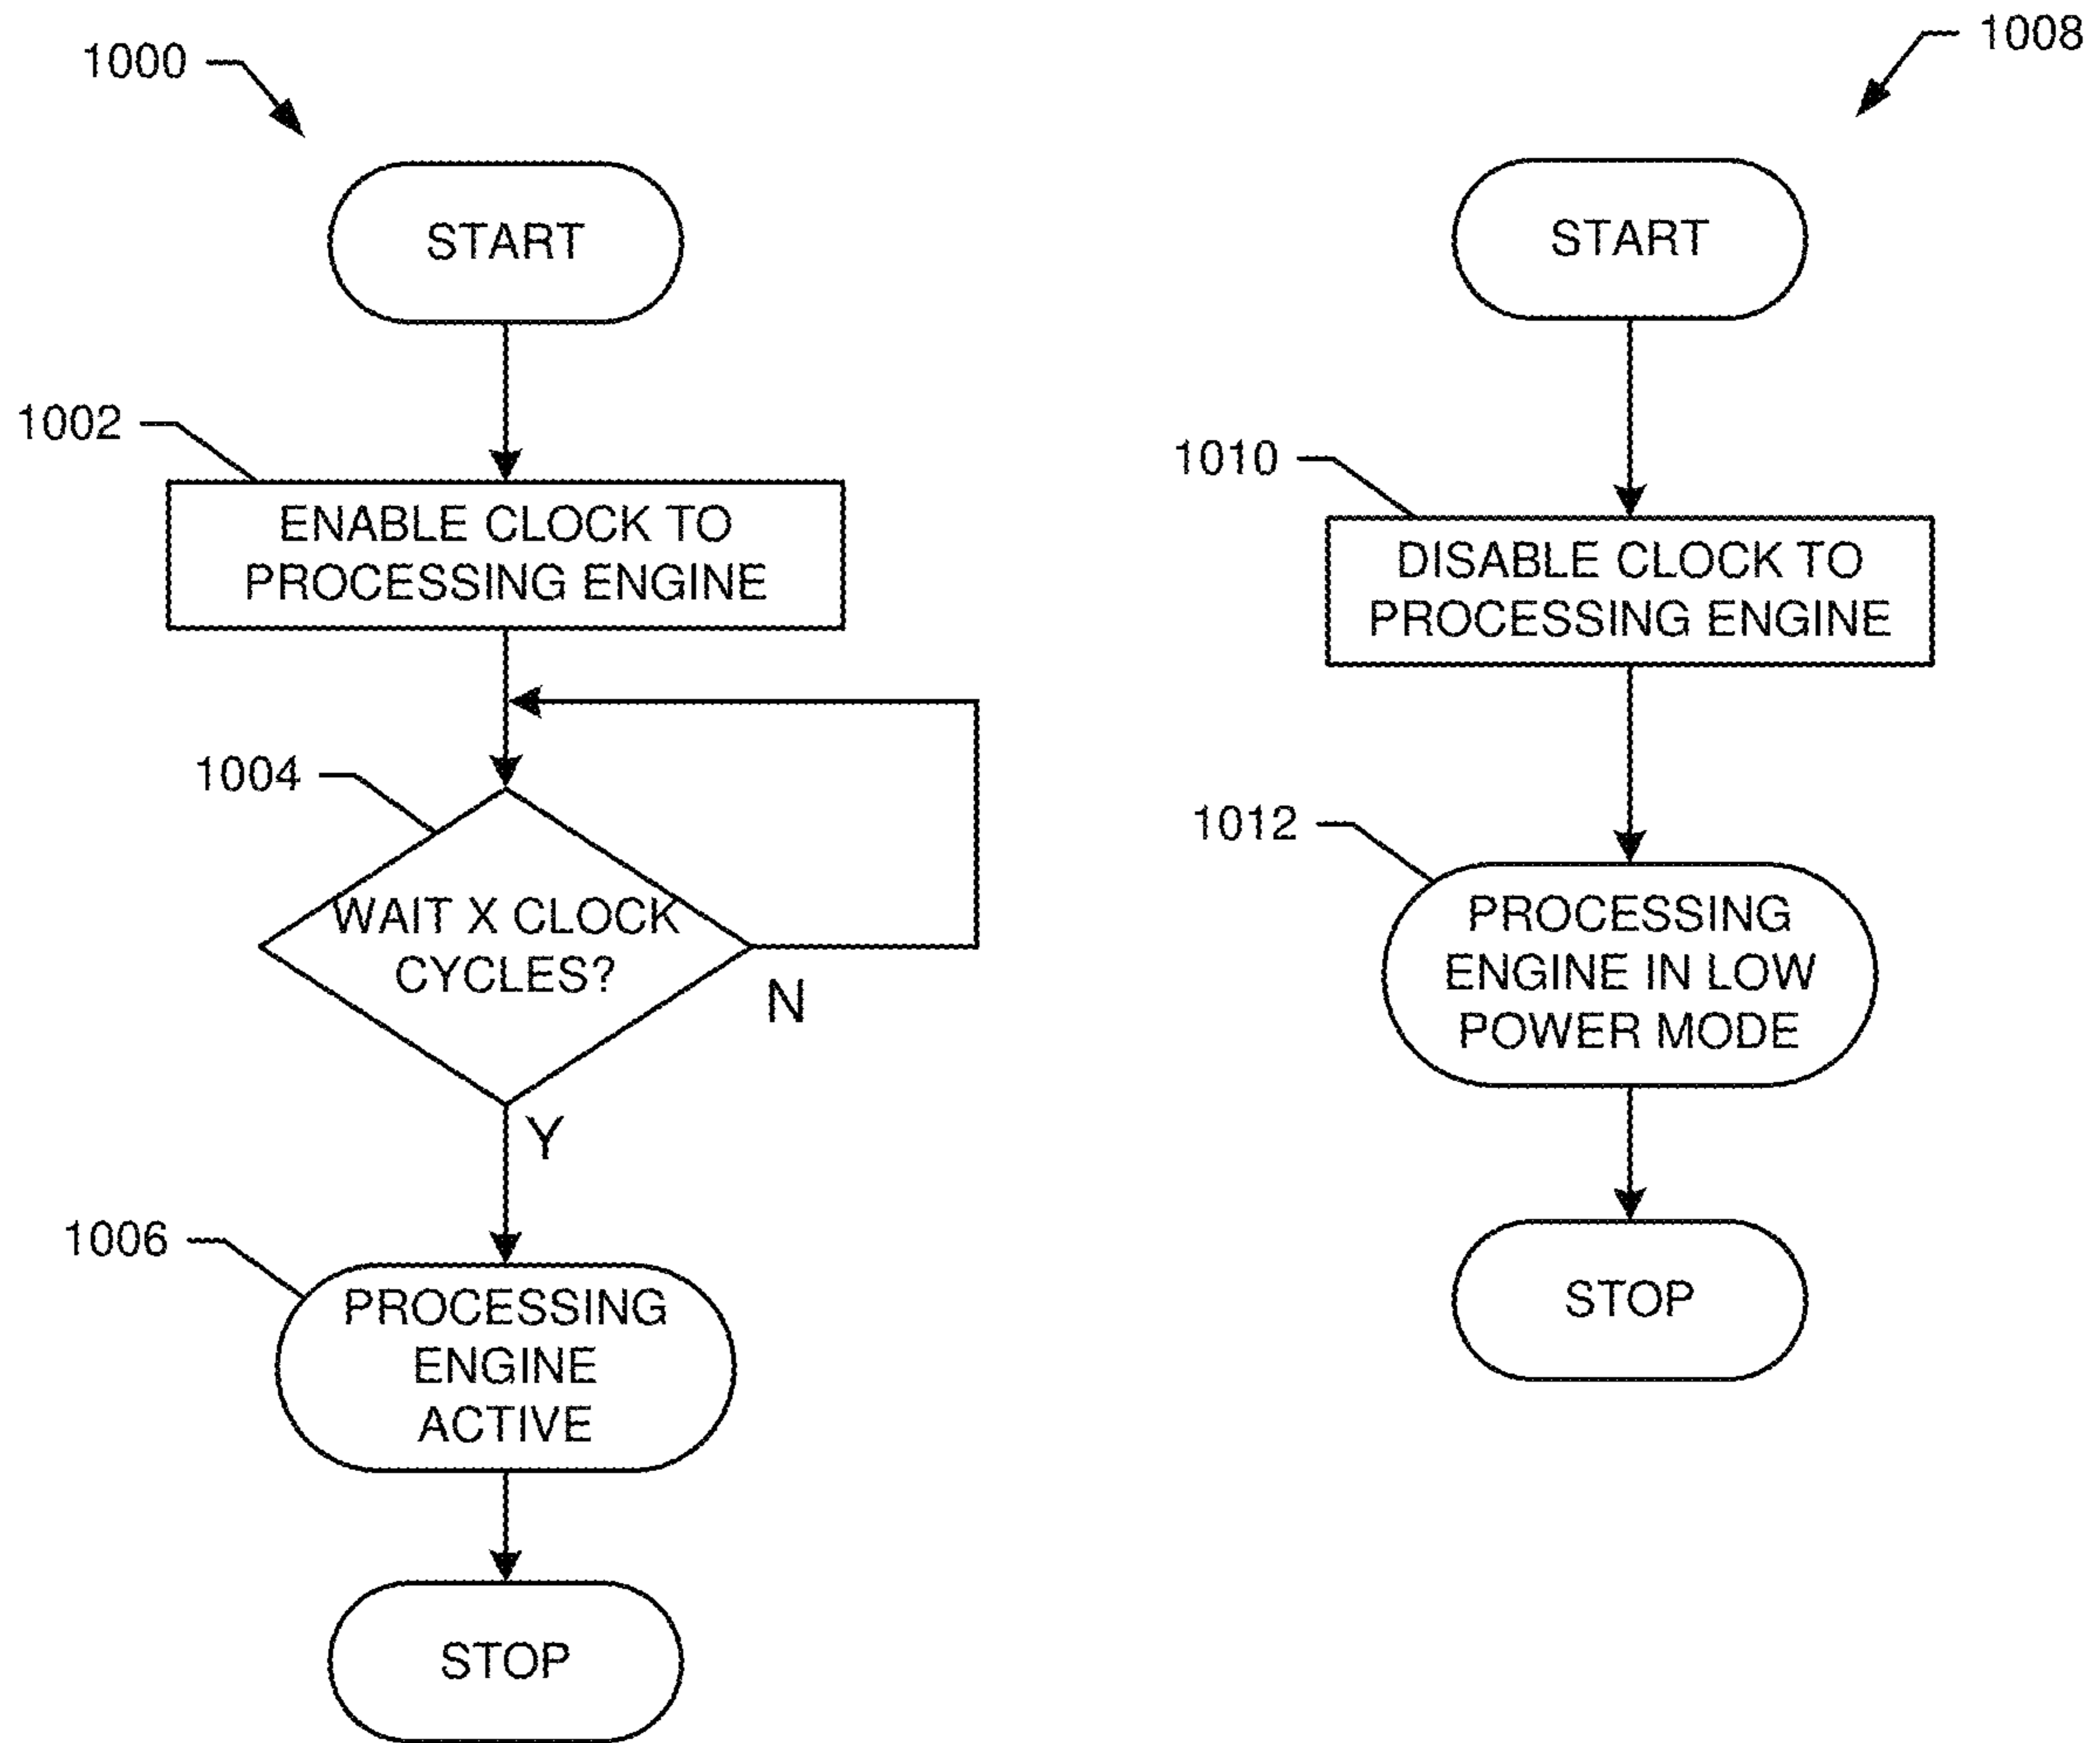 1000
START
1002
ENABLE CLOCK TO
PROCESSING ENGINE
1004
WAIT X CLOCK
CYCLES?
N
Y
1006
PROCESSING
ENGINE
ACTIVE
STOP
1008
START
1010
DISABLE CLOCK TO
PROCESSING ENGINE
1012
PROCESSING
ENGINE IN LOW
POWER MODE
STOP